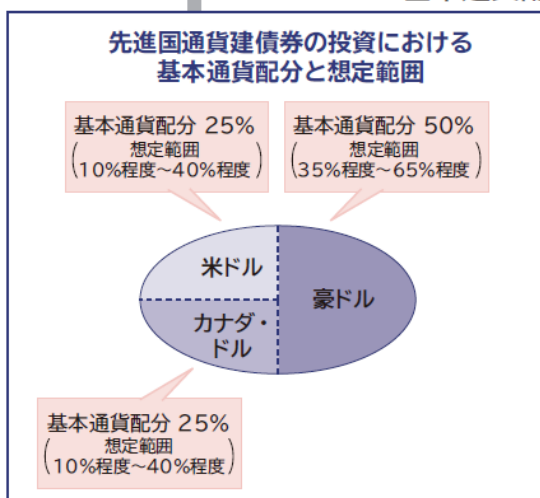 先進国通貨建債券の投資における
基本通貨配分と想定範囲
基本通貨配分 25%
想定範囲
(10%程度～40%程度)
基本通貨配分 50%
想定範囲
(35%程度～65%程度)
米ドル
豪ドル
カナダ・
ドル
基本通貨配分 25%
想定範囲
(10%程度～40%程度)